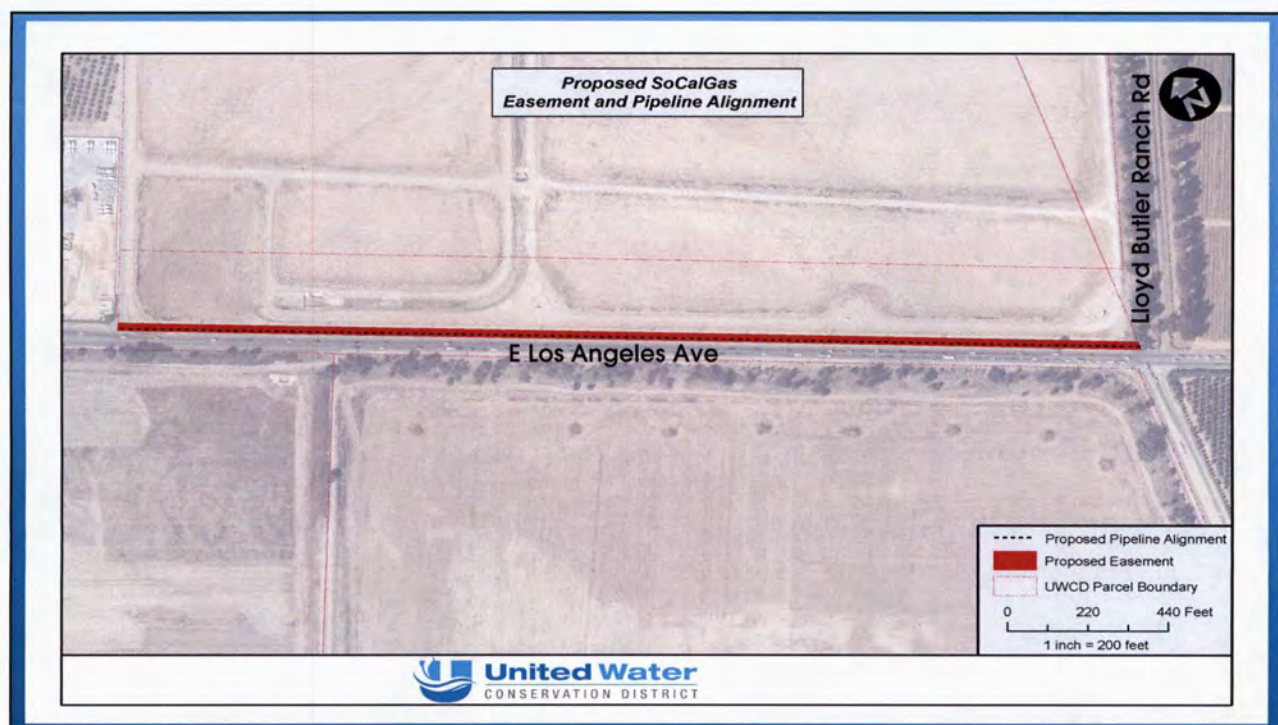 Proposed SoCalGas
Easement and Pipeline Alignment
N
Lloyd Butler Ranch Rd
E Los Angeles Ave
Proposed Pipeline Alignment
Proposed Easement
UWCD Parcel Boundary
0 220 440 Feet
1 inch = 200 feet
United Water
CONSERVATION DISTRICT